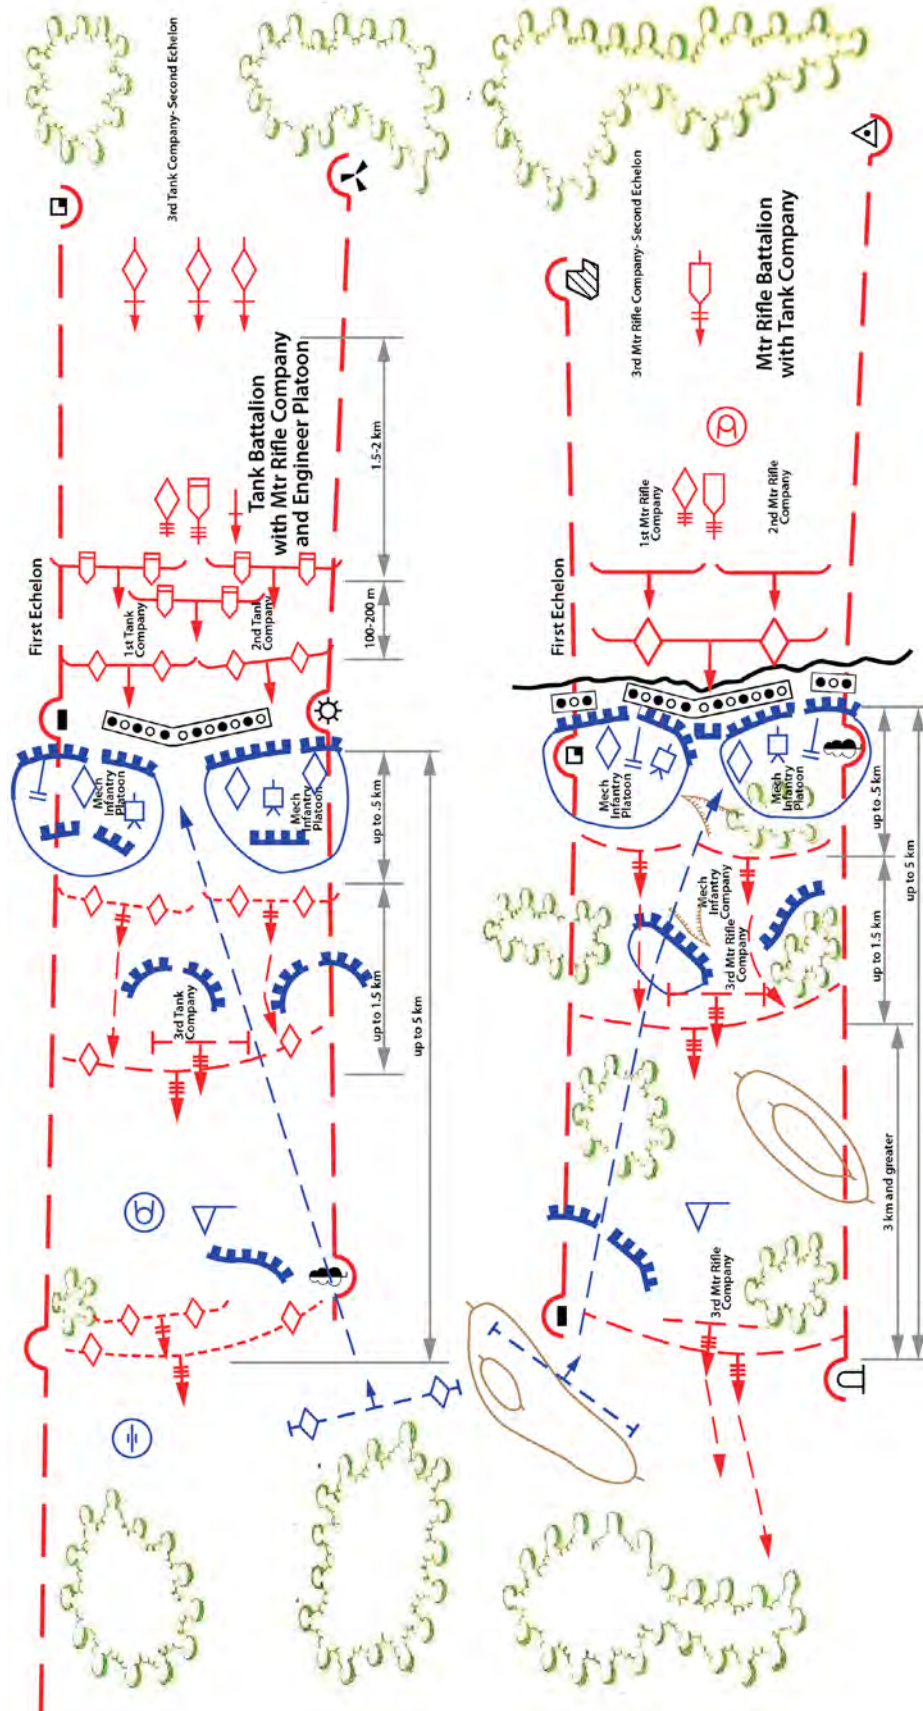 3rd Tank Company- Second Echelon
Tank Battalion
with Mtr Rifle Company
and Engineer Platoon
1.5-2 km
First Echelon
1st Tank
Company
2nd Tank
Company
100-200 m
Mech
Infantry
Platoon
Mech
Infantry
Platoon
up to .5 km
3rd Tank
Company
up to 1.5 km
up to 5 km
3rd Mtr Rifle Company- Second Echelon
Mtr Rifle Battalion
with Tank Company
First Echelon
1st Mtr Rifle
Company
2nd Mtr Rifle
Company
Mech
Infantry
Platoon
Mech
Infantry
Platoon
up to .5 km
Mech
Infantry
Company
3rd Mtr Rifle
Company
up to 1.5 km
up to 5 km
3 km and greater
3rd Mtr Rifle
Company